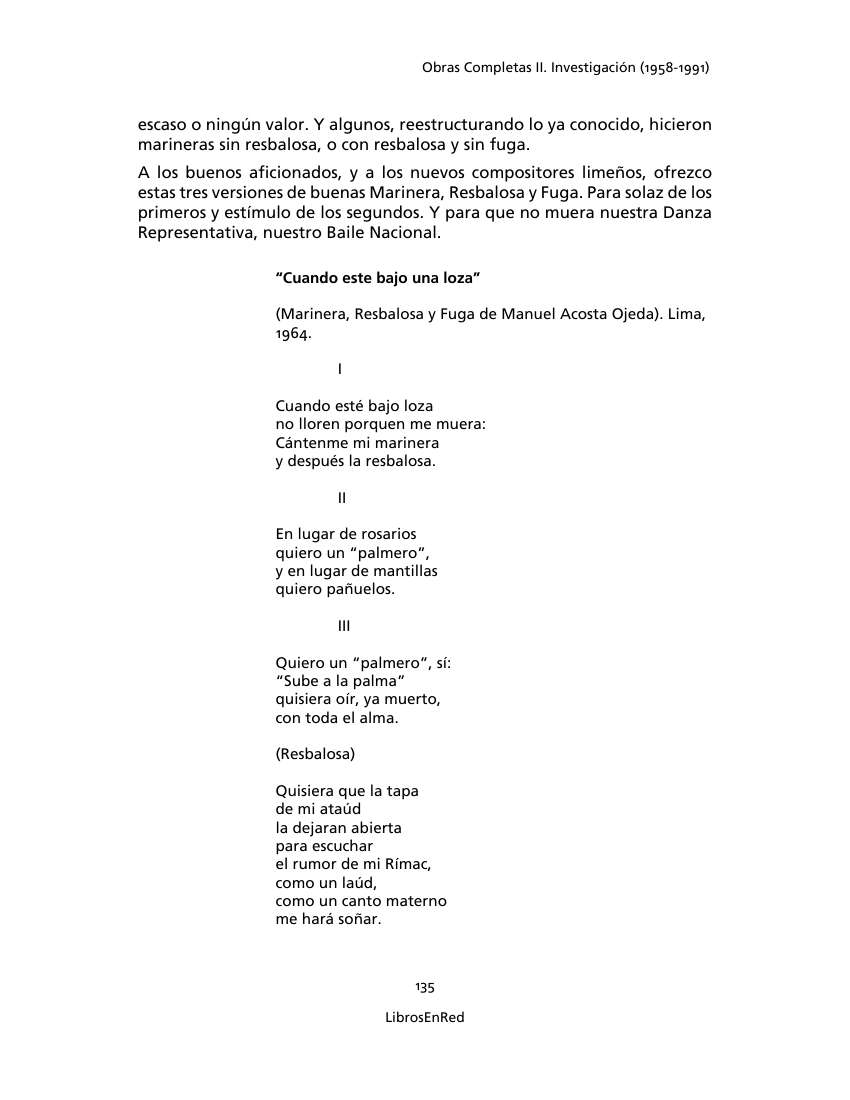 Obras Completas II. Investigación (1958-1991)
escaso o ningún valor. Y algunos, reestructurando lo ya conocido, hicieron
marineras sin resbalosa, o con resbalosa y sin fuga.
A los buenos aficionados, y a los nuevos compositores limeños, ofrezco
estas tres versiones de buenas Marinera, Resbalosa y Fuga. Para solaz de los
primeros y estímulo de los segundos. Y para que no muera nuestra Danza
Representativa, nuestro Baile Nacional.
“Cuando este bajo una loza”
(Marinera, Resbalosa y Fuga de Manuel Acosta Ojeda). Lima,
1964.
I
Cuando esté bajo loza
no lloren porquen me muera:
Cántenme mi marinera
y después la resbalosa.
II
En lugar de rosarios
quiero un “palmero”,
y en lugar de mantillas
quiero pañuelos.
III
Quiero un “palmero”, sí:
“Sube a la palma”
quisiera oír, ya muerto,
con toda el alma.
(Resbalosa)
Quisiera que la tapa
de mi ataúd
la dejaran abierta
para escuchar
el rumor de mi Rímac,
como un laúd,
como un canto materno
me hará soñar.
135
LibrosEnRed